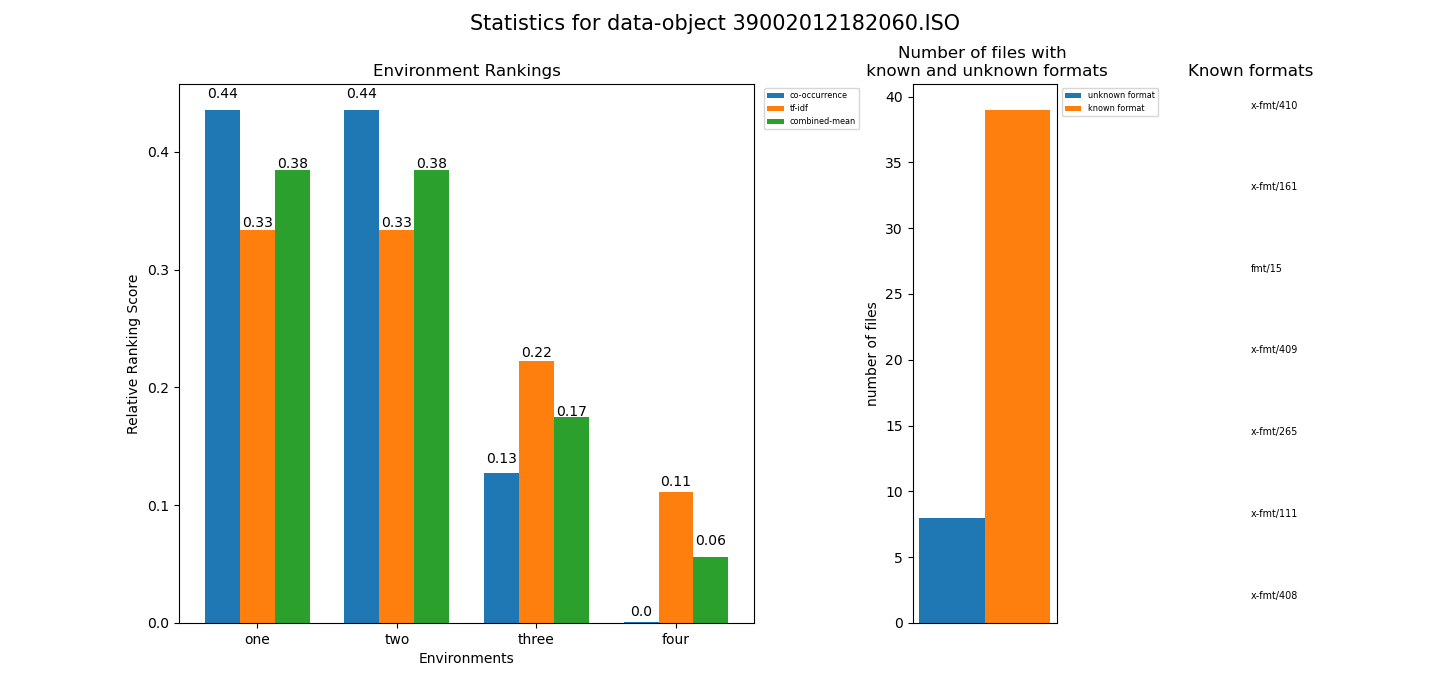 Statistics for data-object 39002012182060.ISO
Environment Rankings
0.44
0.44
0.38
0.38
0.33
0.33
0.22
0.17
0.13
0.11
0.06
0.0
0.4
0.3
0.2
0.1
0.0
Relative Ranking Score
one
two
three
four
Environments
co-occurrence
tf-idf
combined-mean
Number of files with
known and unknown formats
40
35
30
25
20
15
10
5
0
number of files
unknown format
known format
Known formats
x-fmt/410
x-fmt/161
fmt/15
x-fmt/409
x-fmt/265
x-fmt/111
x-fmt/408